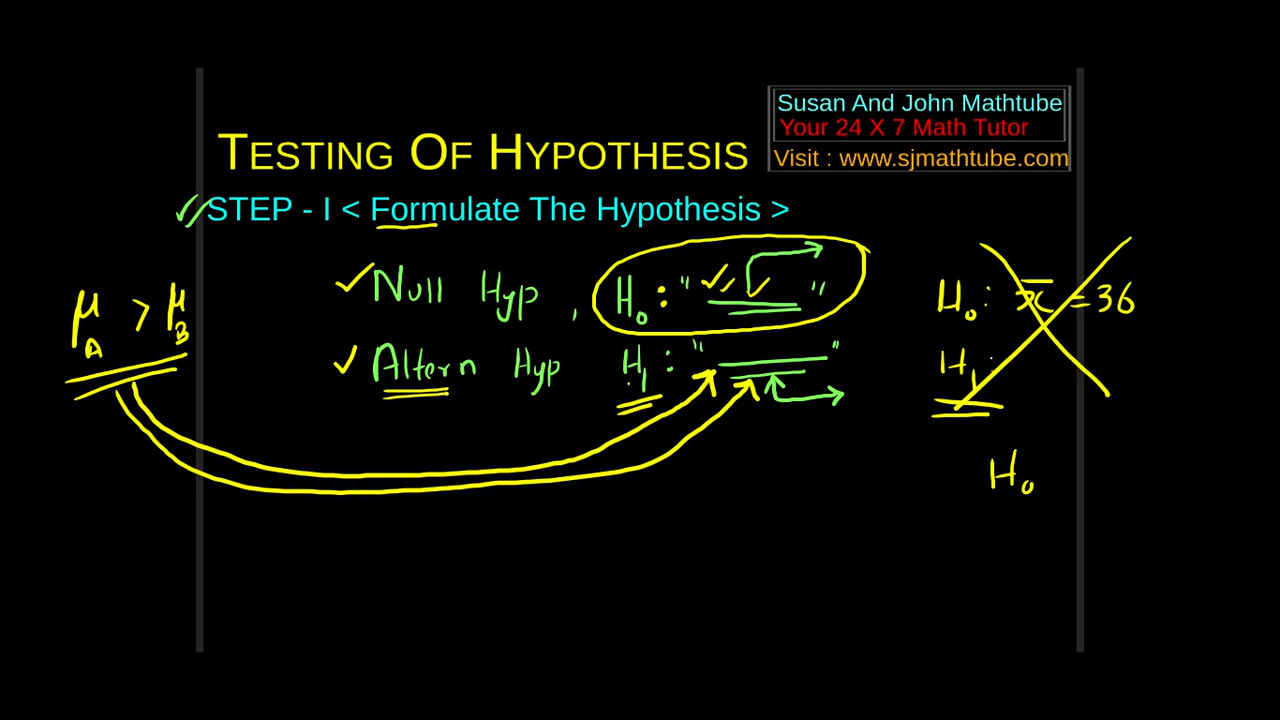 Susan And John Mathtube
Your 24 X 7 Math Tutor
Visit : www.sjmathtube.com
TESTING OF HYPOTHESIS
STEP - I < Formulate The Hypothesis >
μA > μB
Null Hyp , H₀ : " "
Altern Hyp H₁ : " "
H₀ : x̄ = 36
H₁ :
H₀